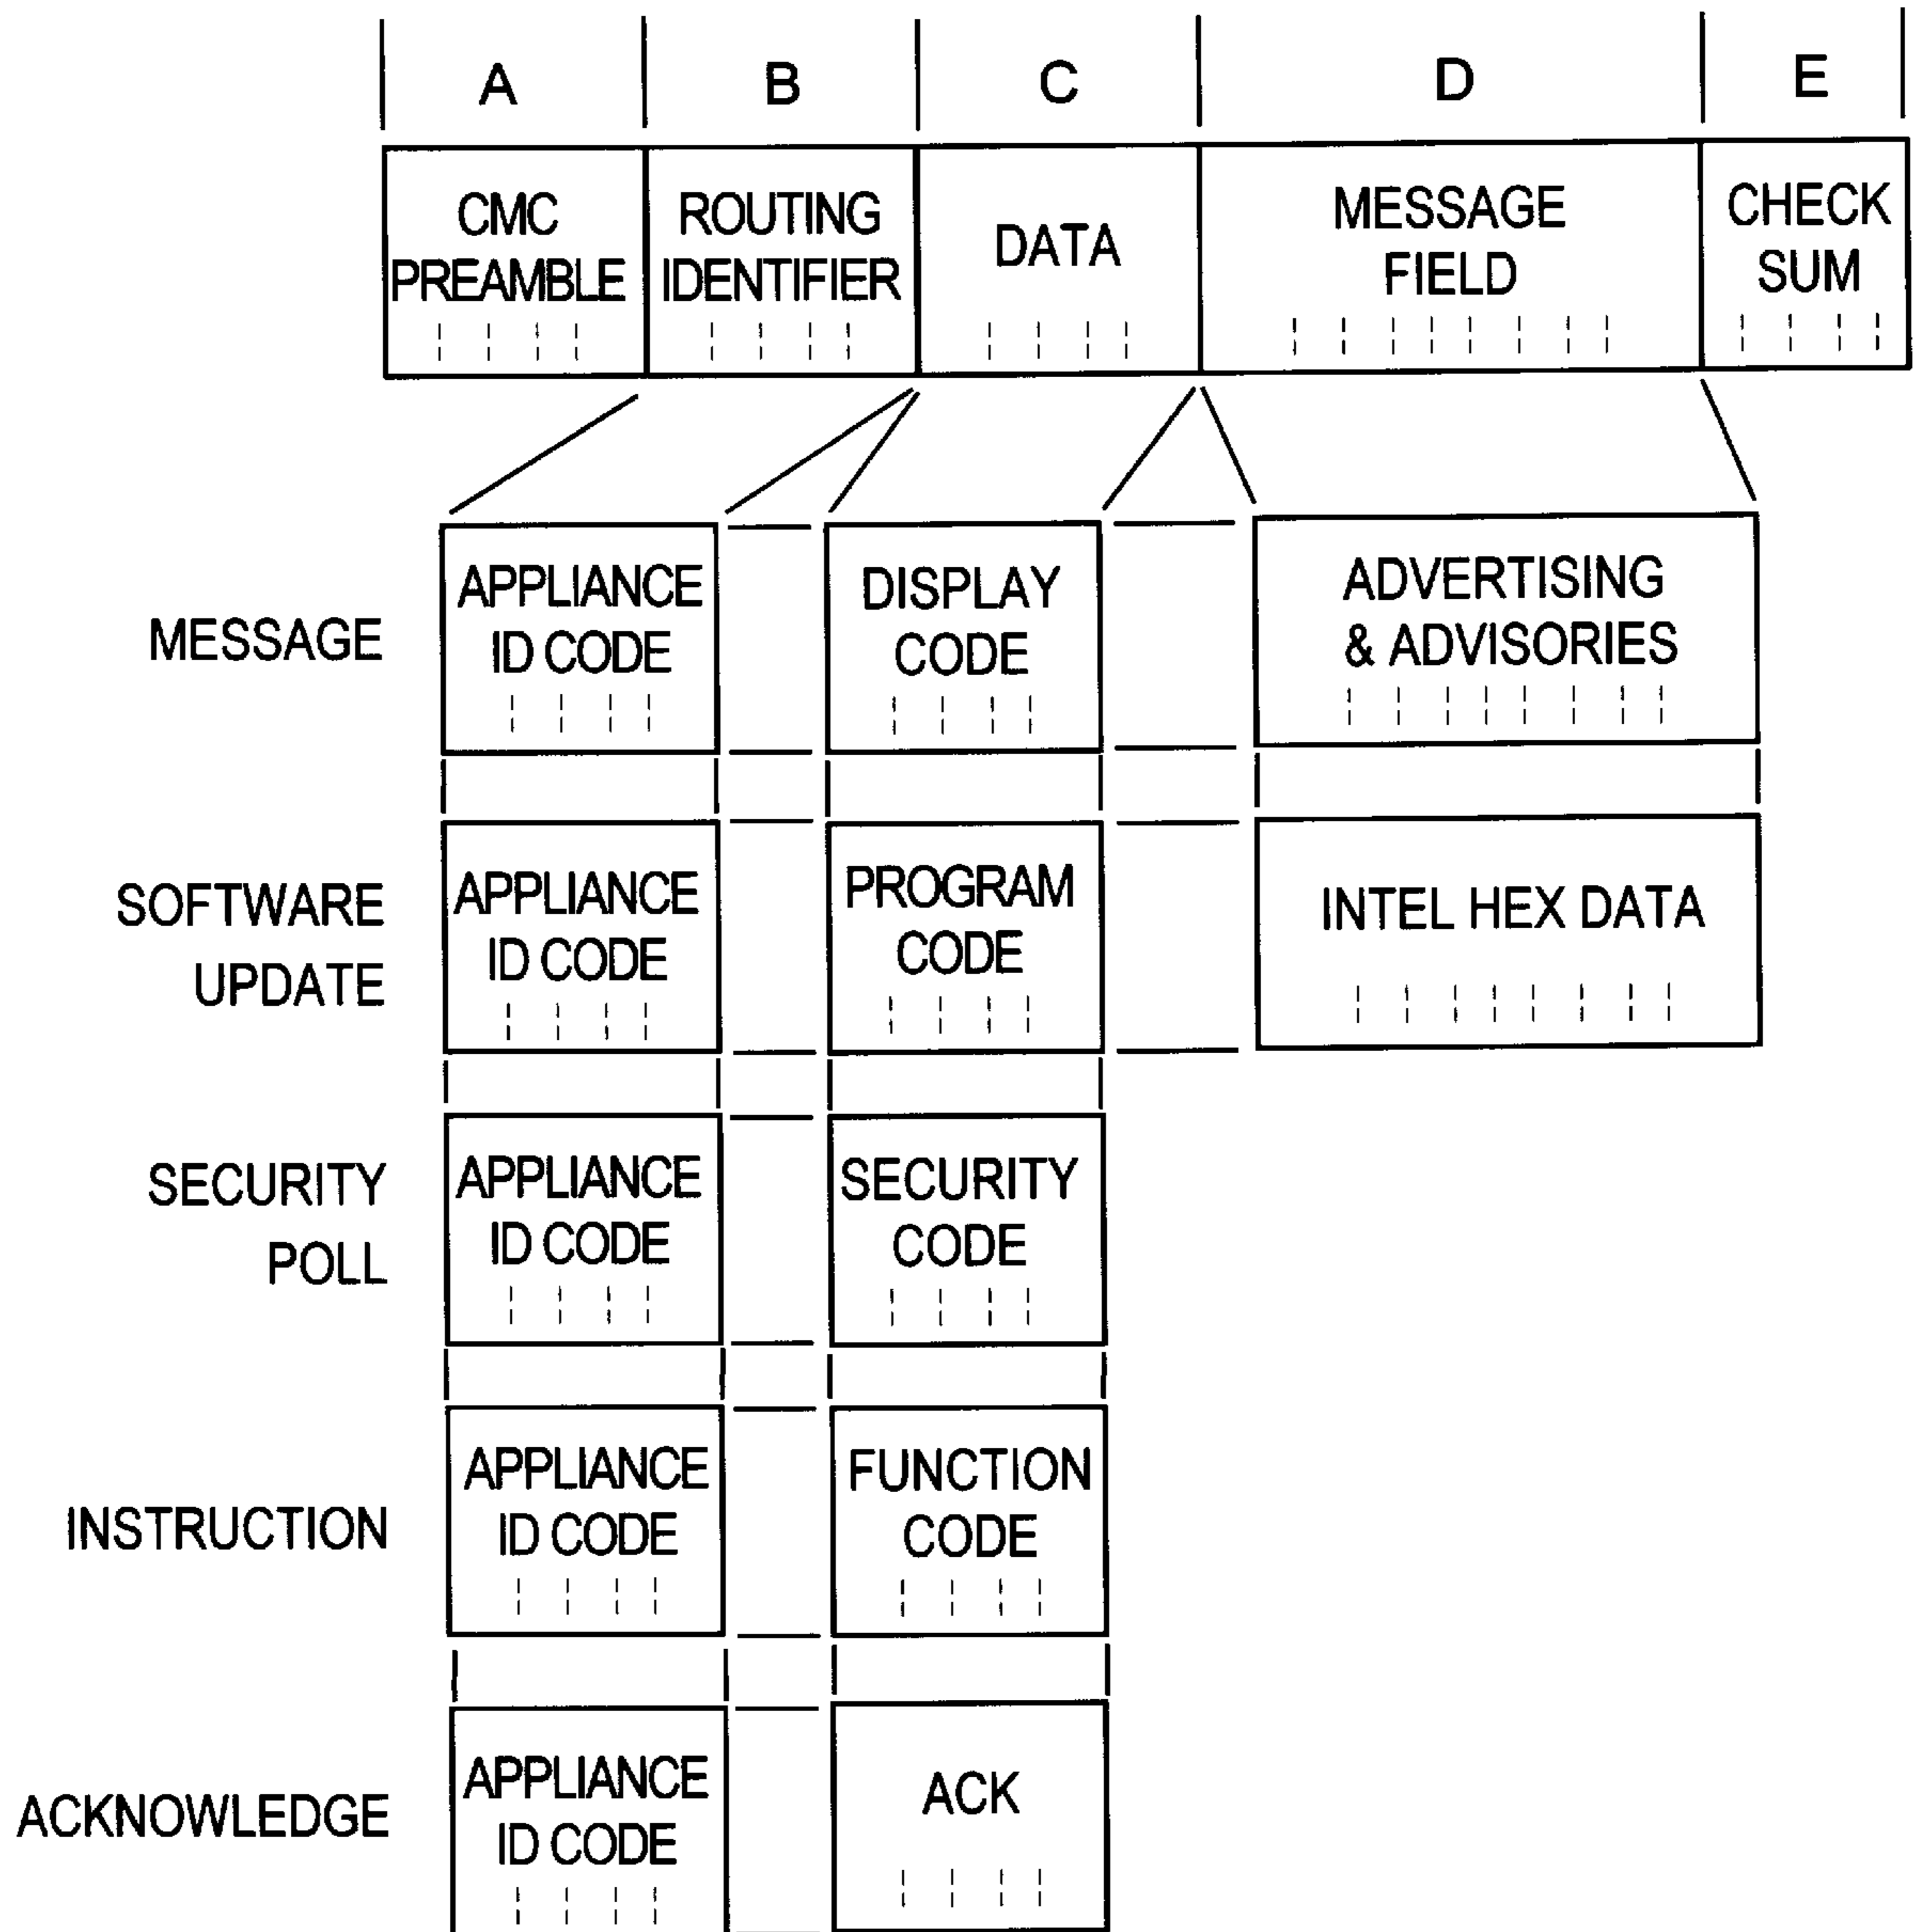 A B C D E
CMC PREAMBLE
ROUTING IDENTIFIER
DATA
MESSAGE FIELD
CHECK SUM
MESSAGE
APPLIANCE ID CODE
DISPLAY CODE
ADVERTISING & ADVISORIES
SOFTWARE UPDATE
APPLIANCE ID CODE
PROGRAM CODE
INTEL HEX DATA
SECURITY POLL
APPLIANCE ID CODE
SECURITY CODE
INSTRUCTION
APPLIANCE ID CODE
FUNCTION CODE
ACKNOWLEDGE
APPLIANCE ID CODE
ACK